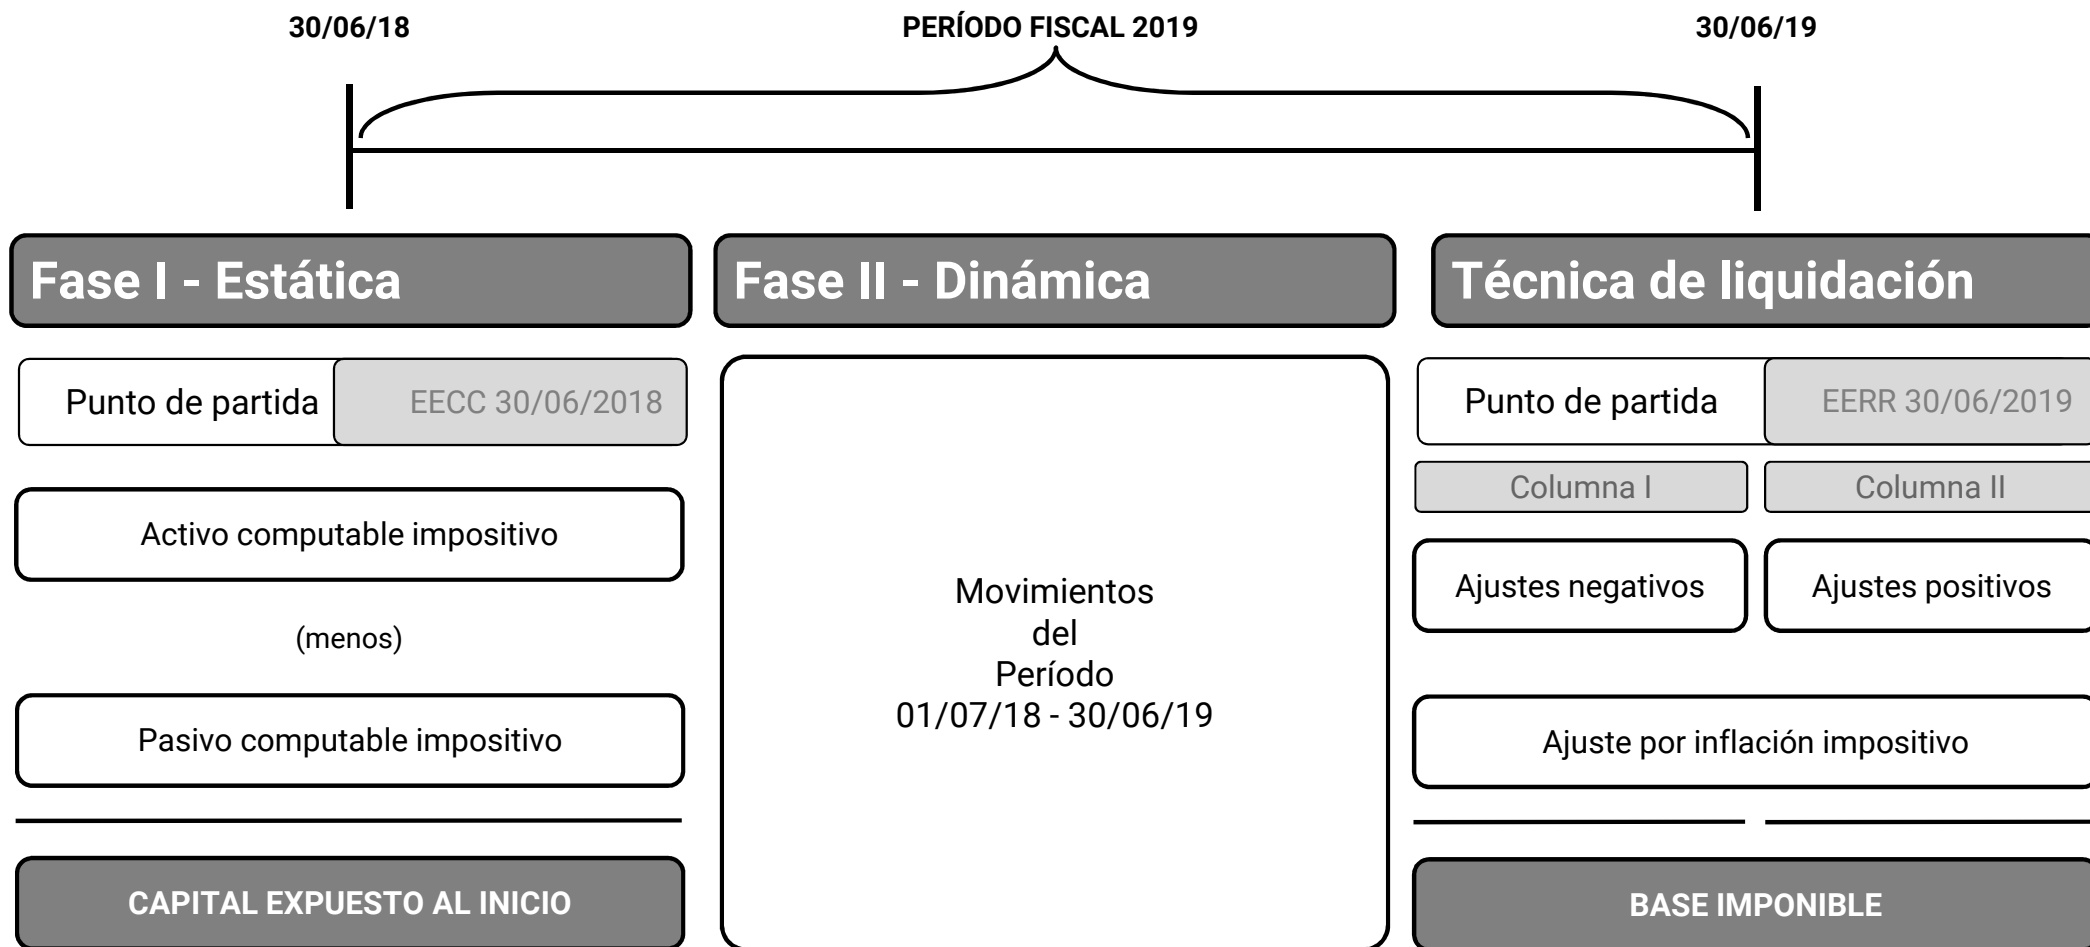 30/06/18
PERÍODO FISCAL 2019
30/06/19
Fase I - Estática
Punto de partida
EECC 30/06/2018
Activo computable impositivo
(menos)
Pasivo computable impositivo
CAPITAL EXPUESTO AL INICIO
Fase II - Dinámica
Movimientos
del
Período
01/07/18 - 30/06/19
Técnica de liquidación
Punto de partida
EERR 30/06/2019
Columna I
Columna II
Ajustes negativos
Ajustes positivos
Ajuste por inflación impositivo
BASE IMPONIBLE